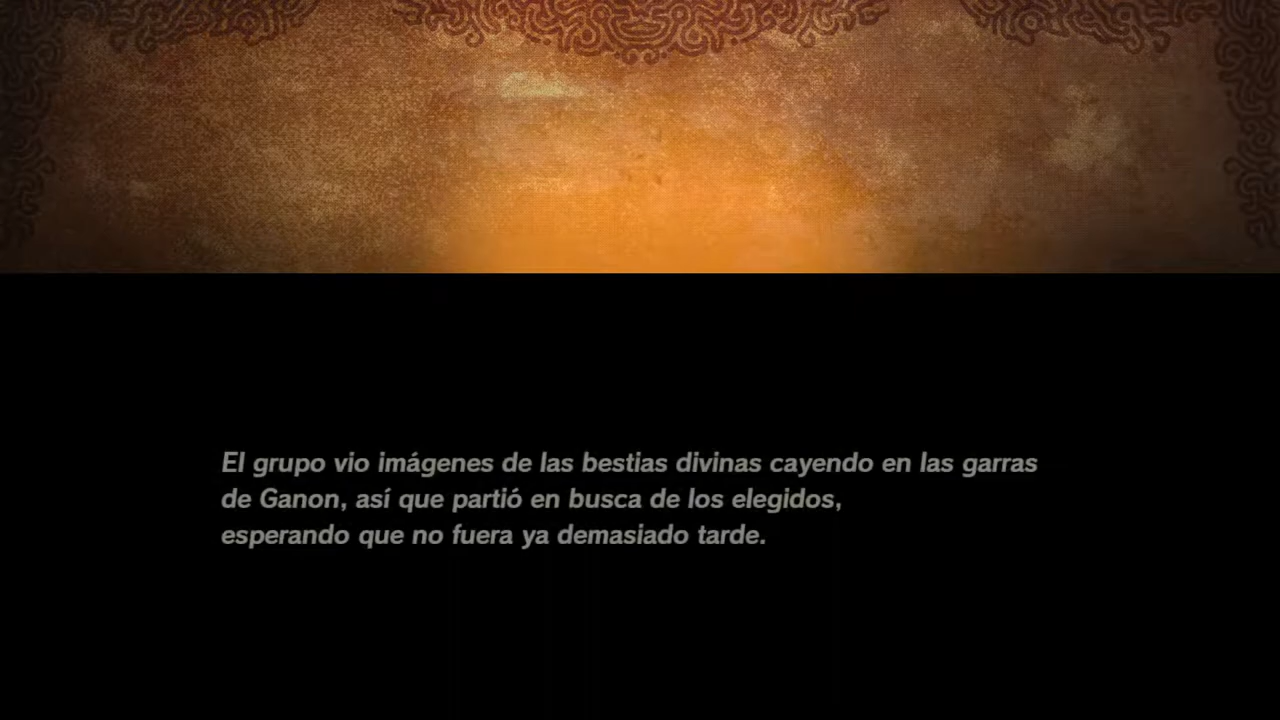 El grupo vio imágenes de las bestias divinas cayendo en las garras
de Ganon, así que partió en busca de los elegidos,
esperando que no fuera ya demasiado tarde.